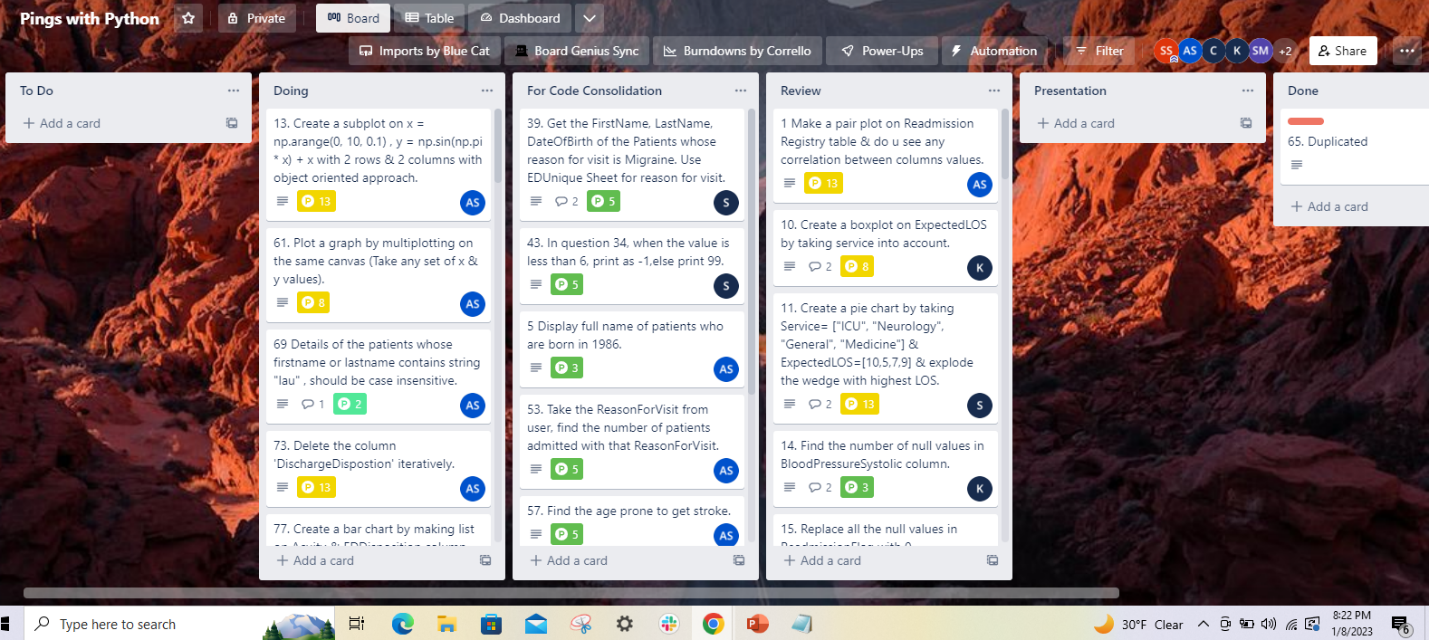 Pings with Python
Private
Board
Table
Dashboard
Imports by Blue Cat
Board Genius Sync
Burndowns by Corrello
Power-Ups
Automation
Filter
SS
AS
C
K
SM
+2
Share
To Do
+ Add a card
Doing
13. Create a subplot on x =
np.arange(0. 10, 0.1) , y = np.sin(np.pi
* x) + x with 2 rows & 2 columns with
object oriented approach.
P 13
AS
61. Plot a graph by multiplotting on
the same canvas (Take any set of x &
y values).
P 8
AS
69 Details of the patients whose
firstname or lastname contains string
"lau" , should be case insensitive.
1
P 2
AS
73. Delete the column
'DischargeDispostion' iteratively.
P 13
AS
77. Create a bar chart by making list
on Acuity & EDDisposition column
+ Add a card
For Code Consolidation
39. Get the FirstName, LastName,
DateOfBirth of the Patients whose
reason for visit is Migraine. Use
EDUnique Sheet for reason for visit.
2
P 5
S
43. In question 34, when the value is
less than 6, print as -1,else print 99.
P 5
S
5 Display full name of patients who
are born in 1986.
P 3
AS
53. Take the ReasonForVisit from
user, find the number of patients
admitted with that ReasonForVisit.
P 5
AS
57. Find the age prone to get stroke.
P 5
AS
+ Add a card
Review
1 Make a pair plot on Readmission
Registry table & do u see any
correlation between columns values.
P 13
AS
10. Create a boxplot on ExpectedLOS
by taking service into account.
2
P 8
K
11. Create a pie chart by taking
Service= ["ICU", "Neurology",
"General", "Medicine"] &
ExpectedLOS=[10,5,7,9] & explode
the wedge with highest LOS.
2
P 13
S
14. Find the number of null values in
BloodPressureSystolic column.
2
P 3
K
15. Replace all the null values in
ReadmissionFlag with 0
+ Add a card
Presentation
+ Add a card
Done
65. Duplicated
+ Add a card
Type here to search
30°F Clear
8:22 PM
1/8/2023
6